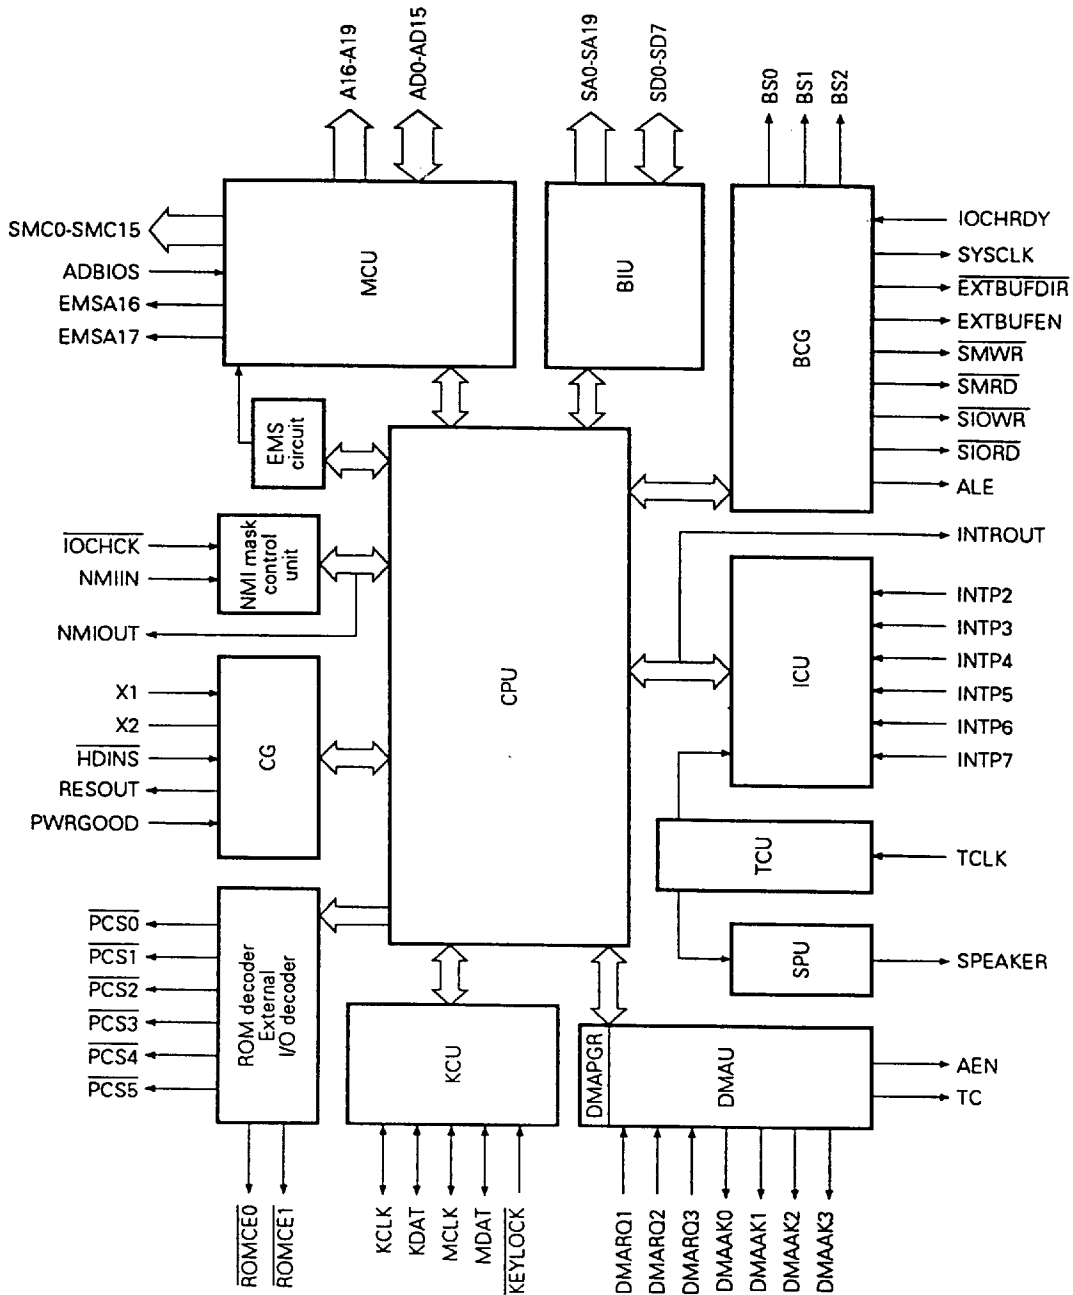 A16-A19
AD0-AD15
SA0-SA19
SD0-SD7
BS0
BS1
BS2
SMC0-SMC15
ADBIOS
EMSA16
EMSA17
MCU
BIU
BCG
IOCHRDY
SYSCLK
EXTBUFDIR
EXTBUFEN
SMWR
SMRD
SIOWR
SIORD
ALE
EMS
circuit
IOCHCK
NMIIN
NMIOUT
NMI mask
control
unit
CPU
INTROUT
INTP2
INTP3
INTP4
INTP5
INTP6
INTP7
ICU
X1
X2
HDINS
RESOUT
PWRGOOD
CG
TCU
TCLK
PCS0
PCS1
PCS2
PCS3
PCS4
PCS5
ROM decoder
External
I/O decoder
SPU
SPEAKER
KCU
DMAPGR
DMAU
AEN
TC
ROMCE0
ROMCE1
KCLK
KDAT
MCLK
MDAT
KEYLOCK
DMARQ1
DMARQ2
DMARQ3
DMAAK0
DMAAK1
DMAAK2
DMAAK3